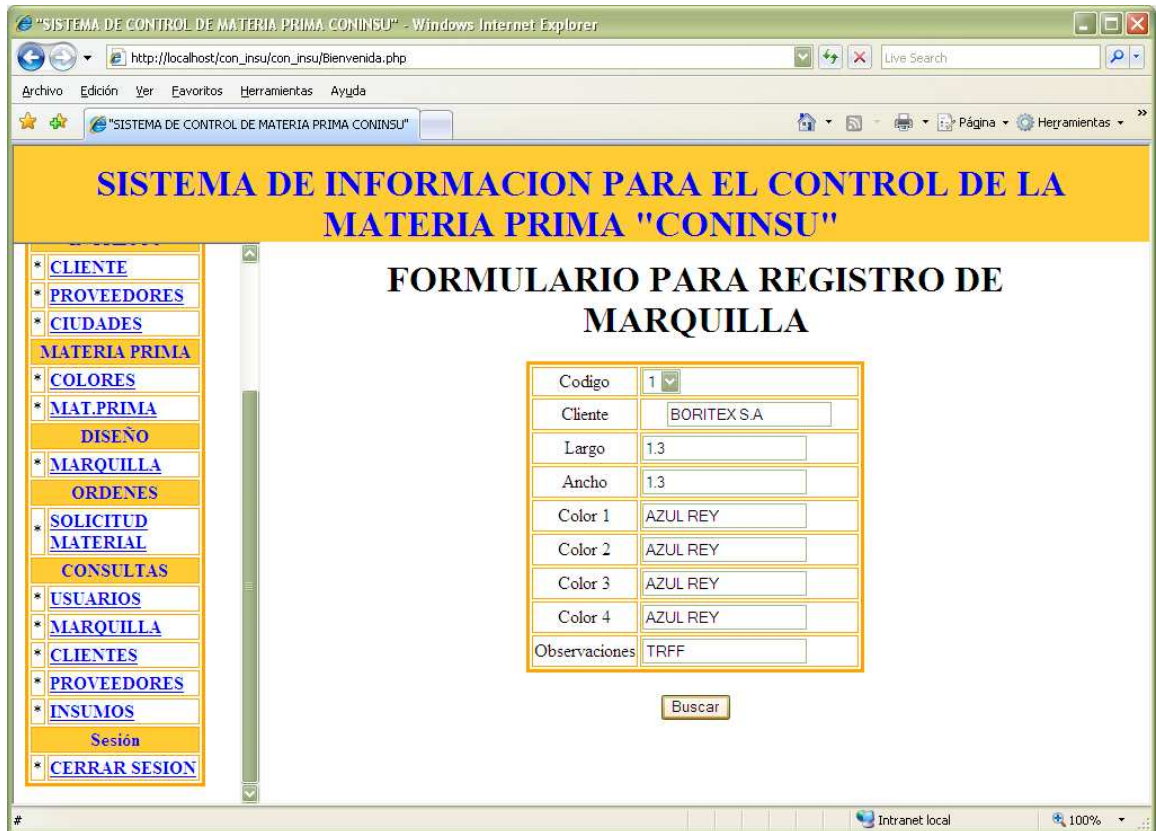 "SISTEMA DE CONTROL DE MATERIA PRIMA CONINSU" - Windows Internet Explorer
http://localhost/con_insu/con_insu/Bienvenida.php
Live Search
Archivo Edición Ver Favoritos Herramientas Ayuda
"SISTEMA DE CONTROL DE MATERIA PRIMA CONINSU"
Página
Herramientas
»
SISTEMA DE INFORMACION PARA EL CONTROL DE LA
MATERIA PRIMA "CONINSU"
* CLIENTE
* PROVEEDORES
* CIUDADES
MATERIA PRIMA
* COLORES
* MAT.PRIMA
DISEÑO
* MARQUILLA
ORDENES
* SOLICITUD
MATERIAL
CONSULTAS
* USUARIOS
* MARQUILLA
* CLIENTES
* PROVEEDORES
* INSUMOS
Sesión
* CERRAR SESION
FORMULARIO PARA REGISTRO DE
MARQUILLA
Codigo 1
Cliente BORITEX S.A
Largo 1.3
Ancho 1.3
Color 1 AZUL REY
Color 2 AZUL REY
Color 3 AZUL REY
Color 4 AZUL REY
Observaciones TRFF
Buscar
#
Intranet local
100%